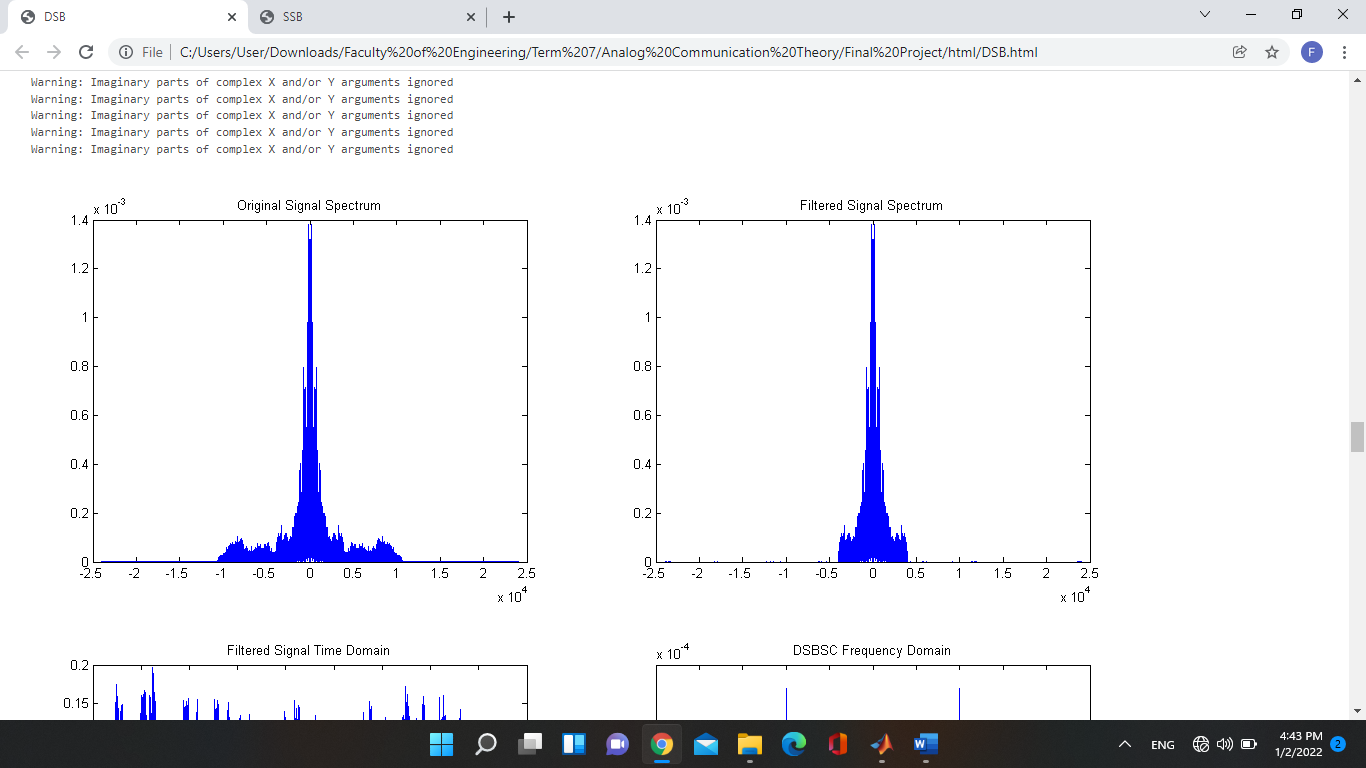 DSB
SSB
File
C:/Users/User/Downloads/Faculty%20of%20Engineering/Term%207/Analog%20Communication%20Theory/Final%20Project/html/DSB.html
F
Warning: Imaginary parts of complex X and/or Y arguments ignored
Warning: Imaginary parts of complex X and/or Y arguments ignored
Warning: Imaginary parts of complex X and/or Y arguments ignored
Warning: Imaginary parts of complex X and/or Y arguments ignored
Warning: Imaginary parts of complex X and/or Y arguments ignored
Original Signal Spectrum
x 10^-3
1.4
1.2
1
0.8
0.6
0.4
0.2
0
-2.5 -2 -1.5 -1 -0.5 0 0.5 1 1.5 2 2.5
x 10^4
Filtered Signal Spectrum
x 10^-3
1.4
1.2
1
0.8
0.6
0.4
0.2
0
-2.5 -2 -1.5 -1 -0.5 0 0.5 1 1.5 2 2.5
x 10^4
Filtered Signal Time Domain
0.2
0.15
DSBSC Frequency Domain
x 10^-4
W
ENG
4:43 PM
1/2/2022
2